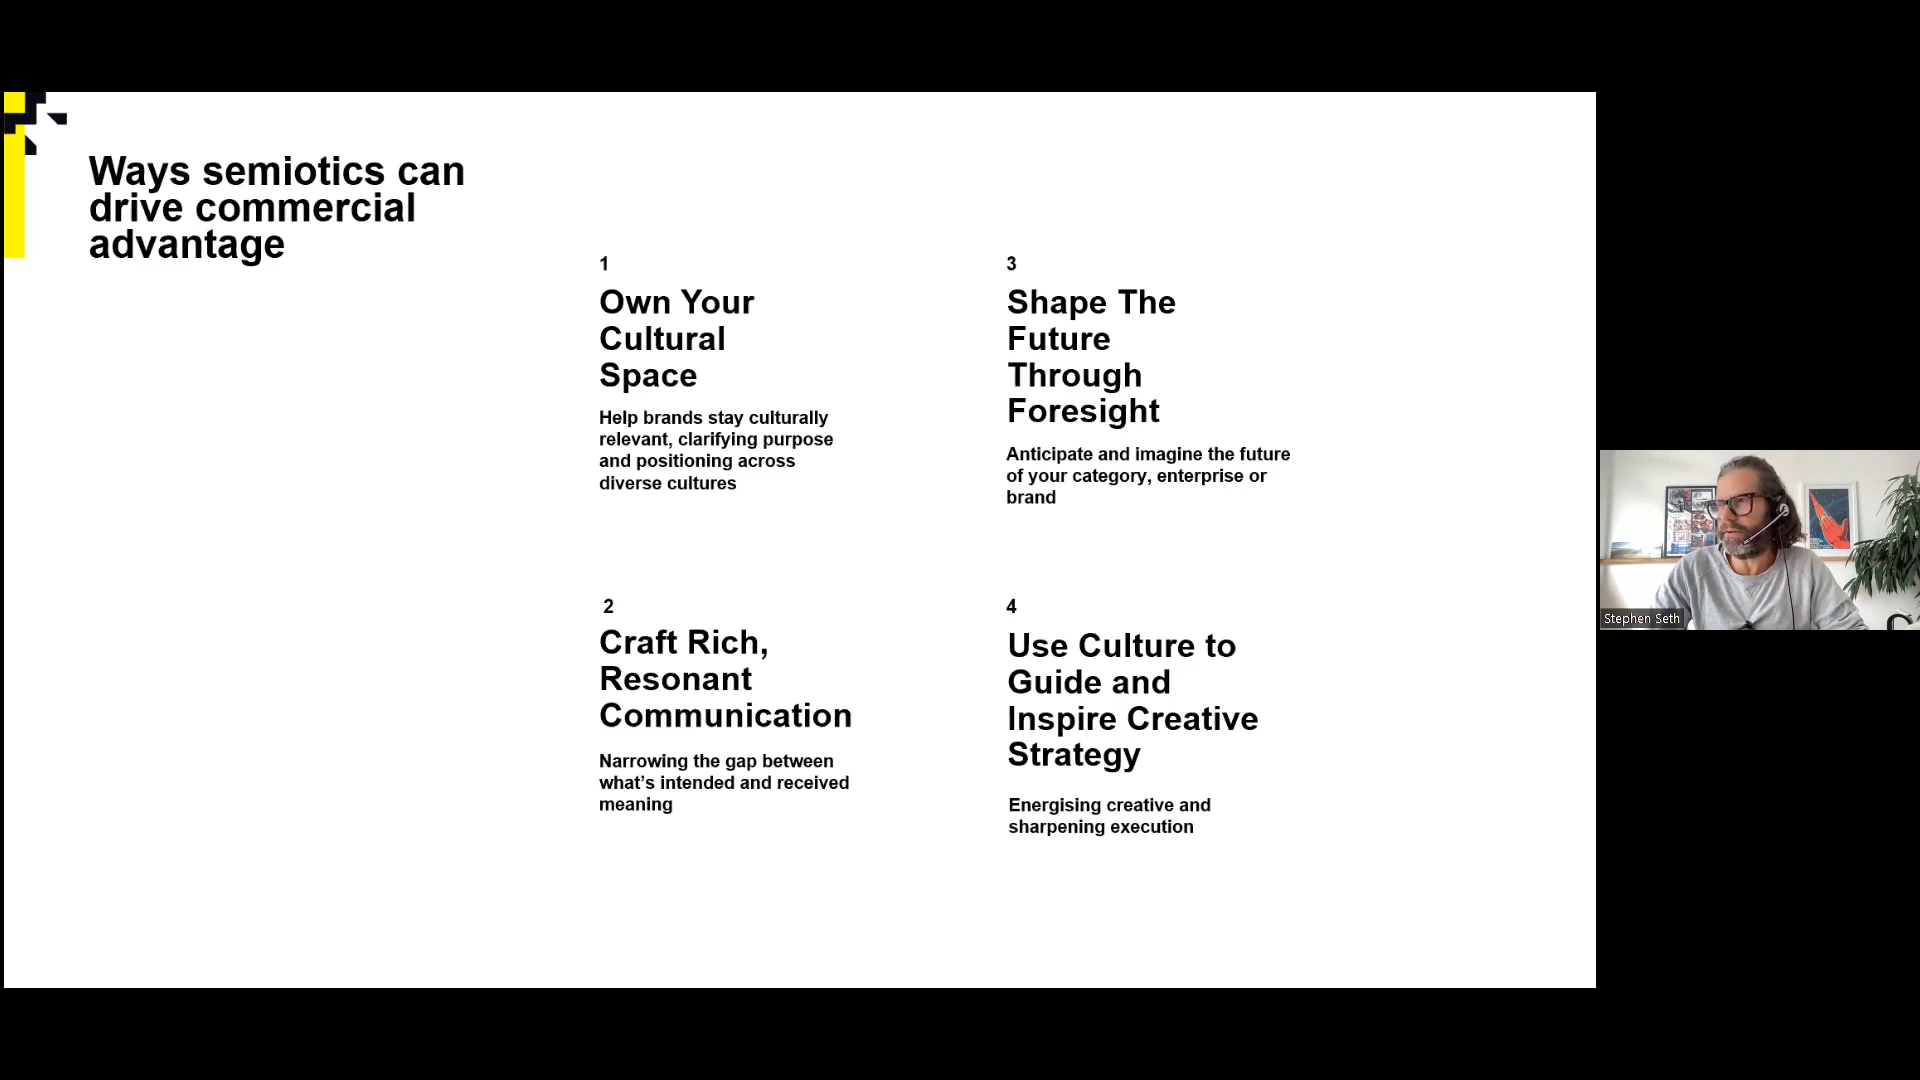 Ways semiotics can
drive commercial
advantage
1
Own Your
Cultural
Space
Help brands stay culturally
relevant, clarifying purpose
and positioning across
diverse cultures
2
Craft Rich,
Resonant
Communication
Narrowing the gap between
what’s intended and received
meaning
3
Shape The
Future
Through
Foresight
Anticipate and imagine the future
of your category, enterprise or
brand
4
Use Culture to
Guide and
Inspire Creative
Strategy
Energising creative and
sharpening execution
Stephen Seth